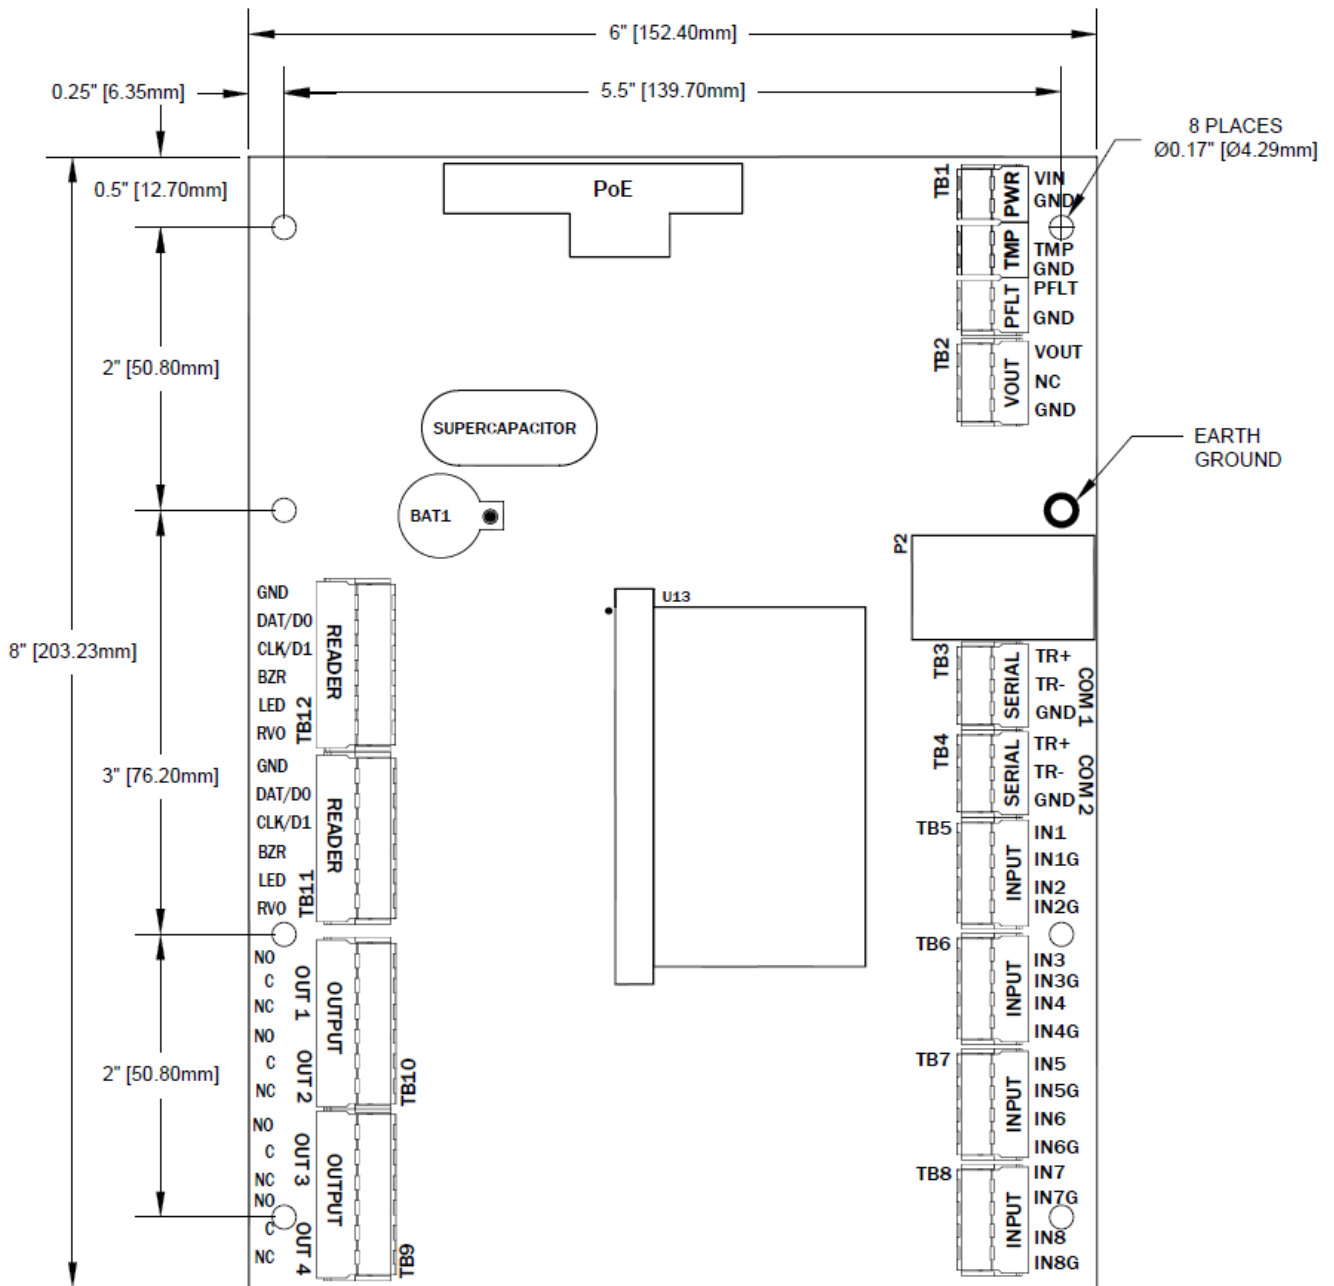 6" [152.40mm]
0.25" [6.35mm]
5.5" [139.70mm]
8 PLACES
Ø0.17" [Ø4.29mm]
0.5" [12.70mm]
PoE
TB1
PWR
VIN
GND
TMP
TMP
GND
PFLT
PFLT
GND
2" [50.80mm]
TB2
VOUT
VOUT
NC
GND
SUPERCAPACITOR
EARTH
GROUND
BAT1
P2
U13
8" [203.23mm]
GND
DAT/D0
CLK/D1
BZR
LED
RVO
READER
TB12
TB3
SERIAL
TR+
TR-
GND
COM 1
TB4
SERIAL
TR+
TR-
GND
COM 2
3" [76.20mm]
GND
DAT/D0
CLK/D1
BZR
LED
RVO
READER
TB11
TB5
INPUT
IN1
IN1G
IN2
IN2G
TB6
INPUT
IN3
IN3G
IN4
IN4G
2" [50.80mm]
NO
C
NC
OUT 1
NO
C
NC
OUT 2
OUTPUT
TB10
TB7
INPUT
IN5
IN5G
IN6
IN6G
NO
C
NC
OUT 3
NO
C
NC
OUT 4
OUTPUT
TB9
TB8
INPUT
IN7
IN7G
IN8
IN8G